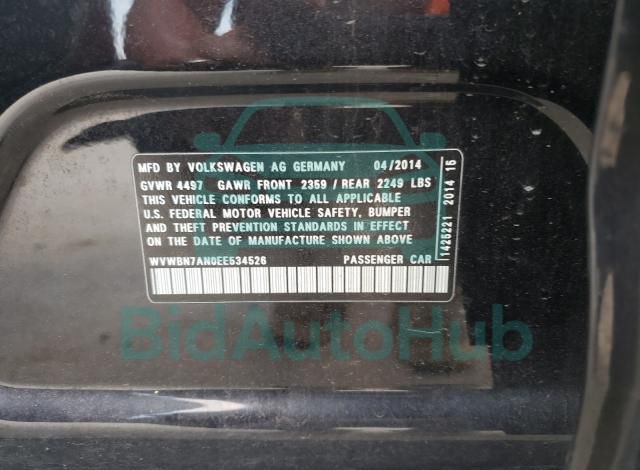 MFD BY VOLKSWAGEN AG GERMANY 04/2014
GVWR 4497 GAWR FRONT 2359 / REAR 2249 LBS
THIS VEHICLE CONFORMS TO ALL APPLICABLE
U.S. FEDERAL MOTOR VEHICLE SAFETY, BUMPER
AND THEFT PREVENTION STANDARDS IN EFFECT
ON THE DATE OF MANUFACTURE SHOWN ABOVE
WVWBN7AN0EE534526 PASSENGER CAR
1425221 2014 15
BidAutoHub